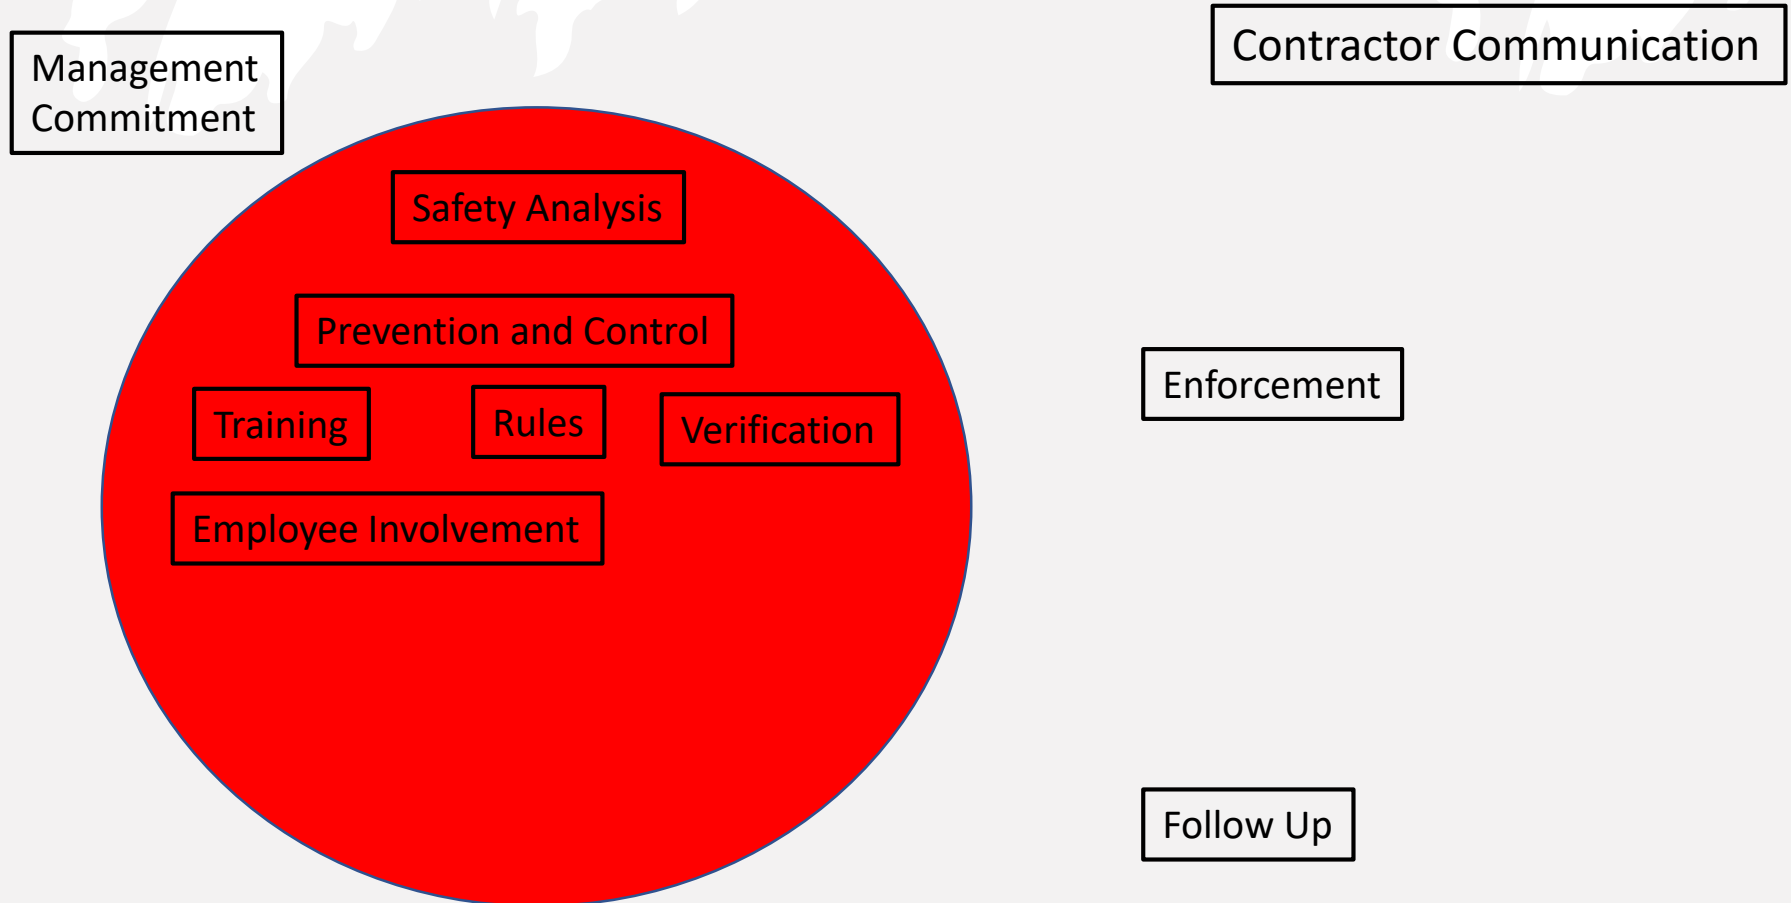 Management
Commitment
Contractor Communication
Safety Analysis
Prevention and Control
Training
Rules
Verification
Enforcement
Employee Involvement
Follow Up